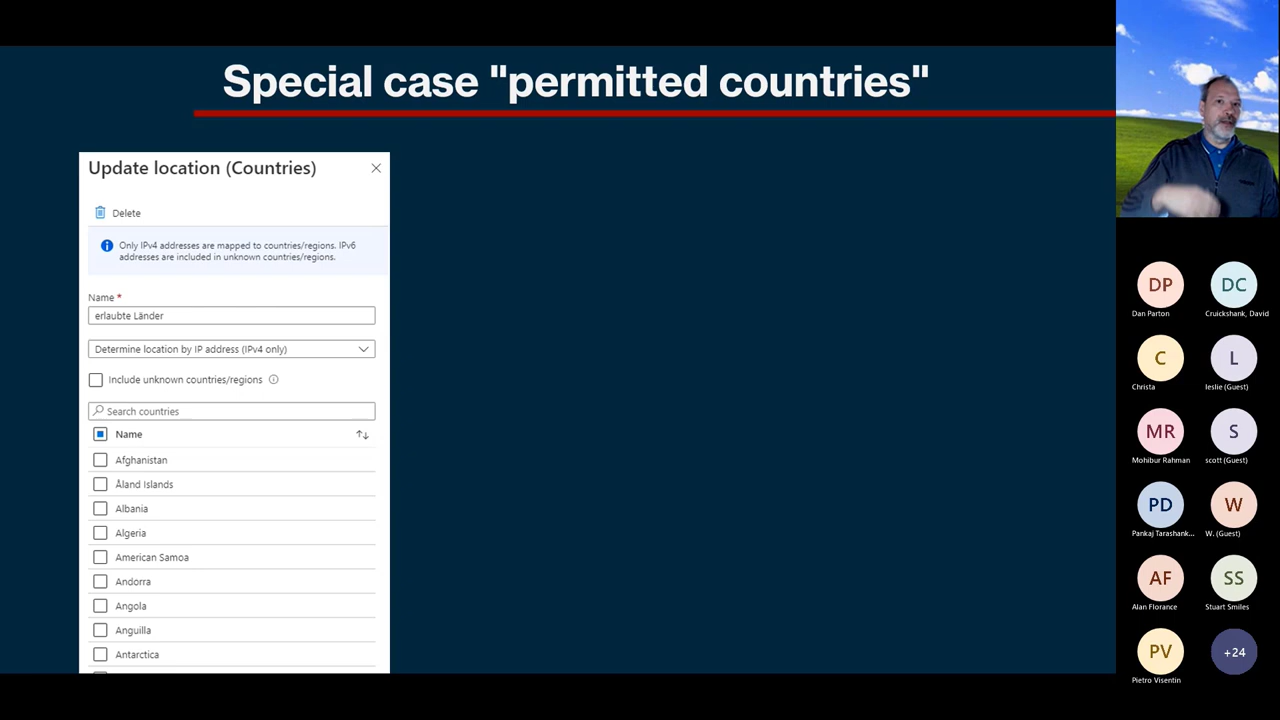 Special case "permitted countries"
Update location (Countries)
Delete
Only IPv4 addresses are mapped to countries/regions. IPv6
addresses are included in unknown countries/regions.
Name *
erlaubte Länder
Determine location by IP address (IPv4 only)
Include unknown countries/regions
Search countries
Name
Afghanistan
Åland Islands
Albania
Algeria
American Samoa
Andorra
Angola
Anguilla
Antarctica
DP
DC
Dan Parton
Cruickshank, David
C
L
Christa
leslie (Guest)
MR
S
Mohibur Rahman
scott (Guest)
PD
W
Pankaj Tarashank...
W. (Guest)
AF
SS
Alan Florance
Stuart Smiles
PV
+24
Pietro Visentin